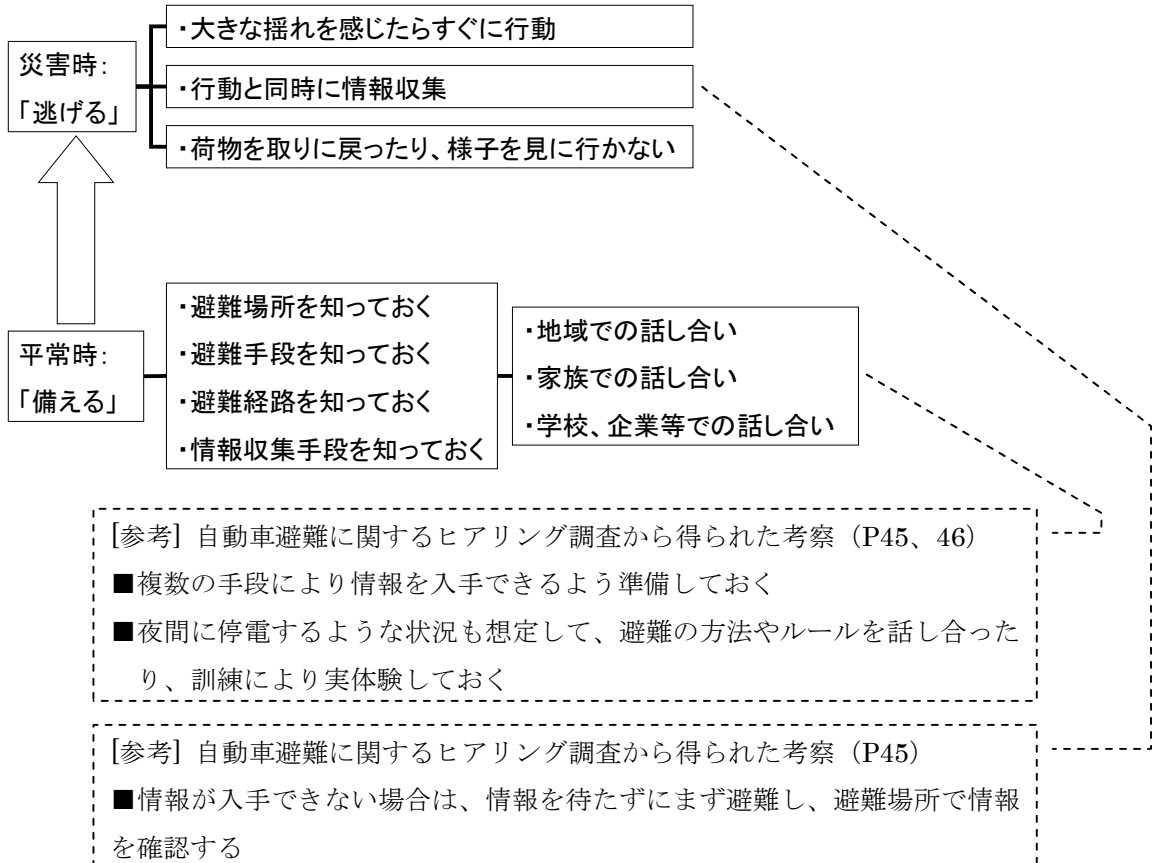 ・大きな揺れを感じたらすぐに行動
災害時：
「逃げる」
・行動と同時に情報収集
・荷物を取りに戻ったり、様子を見に行かない
平常時：
「備える」
・避難場所を知っておく
・避難手段を知っておく
・避難経路を知っておく
・情報収集手段を知っておく
・地域での話し合い
・家族での話し合い
・学校、企業等での話し合い
[参考] 自動車避難に関するヒアリング調査から得られた考察（P45、46）
■複数の手段により情報を入手できるよう準備しておく
■夜間に停電するような状況も想定して、避難の方法やルールを話し合った
り、訓練により実体験しておく
[参考] 自動車避難に関するヒアリング調査から得られた考察（P45）
■情報が入手できない場合は、情報を待たずにまず避難し、避難場所で情報
を確認する